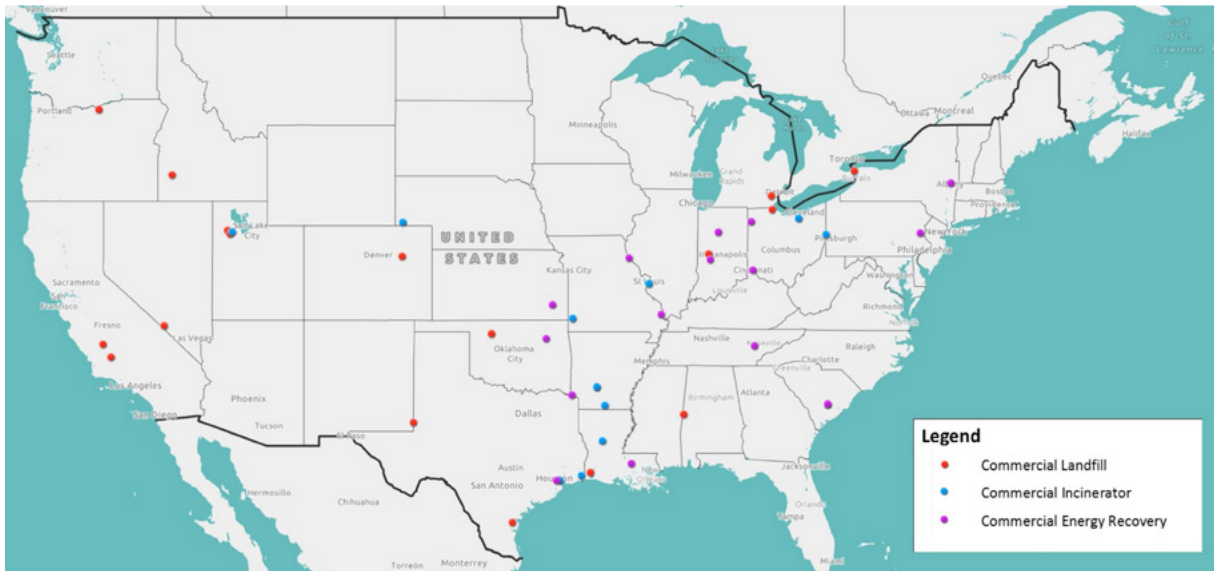 Vancouver
Seattle
Portland
Gulf
of St.
Lawrence
Quebec
Ottawa
Montreal
Halifax
Minneapolis
Toronto
Buffalo
Milwaukee
Grand
Rapids
Detroit
Albany
Boston
Providence
Chicago
Cleveland
Salt Lake
City
UNITED
STATES
Denver
Pittsburgh
New York
Philadelphia
Columbus
Indianapolis
Cincinnati
Washington
Sacramento
San
Francisco
Kansas City
St Louis
Louisville
Richmond
Norfolk
Fresno
Las Vegas
Oklahoma
City
Nashville
Knoxville
Raleigh
Memphis
Charlotte
Greenville
Los Angeles
Phoenix
Birmingham
Atlanta
San Diego
Tucson
Dallas
El Paso
Austin
San Antonio
Houston
New
Orleans
Jacksonville
Hermosillo
Chihuahua
Orlando
Tampa
Torreón
Monterrey
Miami
Legend
Commercial Landfill
Commercial Incinerator
Commercial Energy Recovery